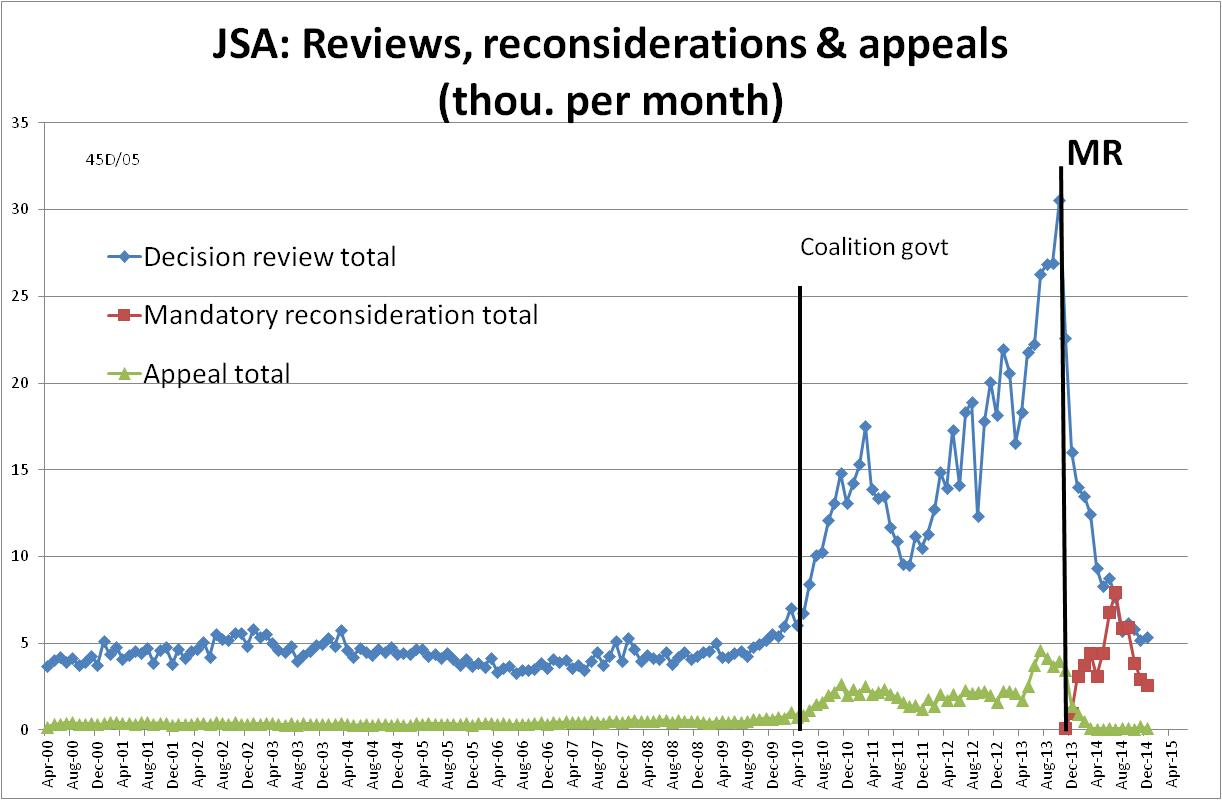 JSA: Reviews, reconsiderations & appeals
(thou. per month)
35
30
25
20
15
10
5
0
45D/05
MR
Coalition govt
Decision review total
Mandatory reconsideration total
Appeal total
Apr-00
Aug-00
Dec-00
Apr-01
Aug-01
Dec-01
Apr-02
Aug-02
Dec-02
Apr-03
Aug-03
Dec-03
Apr-04
Aug-04
Dec-04
Apr-05
Aug-05
Dec-05
Apr-06
Aug-06
Dec-06
Apr-07
Aug-07
Dec-07
Apr-08
Aug-08
Dec-08
Apr-09
Aug-09
Dec-09
Apr-10
Aug-10
Dec-10
Apr-11
Aug-11
Dec-11
Apr-12
Aug-12
Dec-12
Apr-13
Aug-13
Dec-13
Apr-14
Aug-14
Dec-14
Apr-15